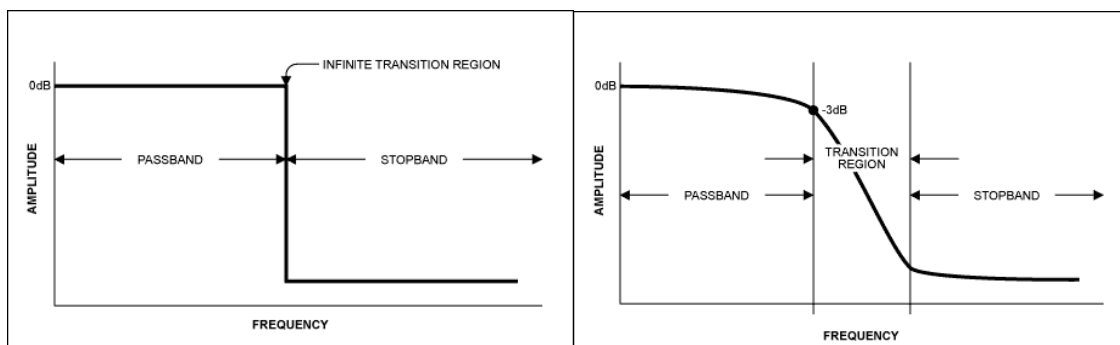 INFINITE TRANSITION REGION
0dB
PASSBAND
STOPBAND
AMPLITUDE
FREQUENCY
0dB
-3dB
TRANSITION
REGION
PASSBAND
STOPBAND
AMPLITUDE
FREQUENCY